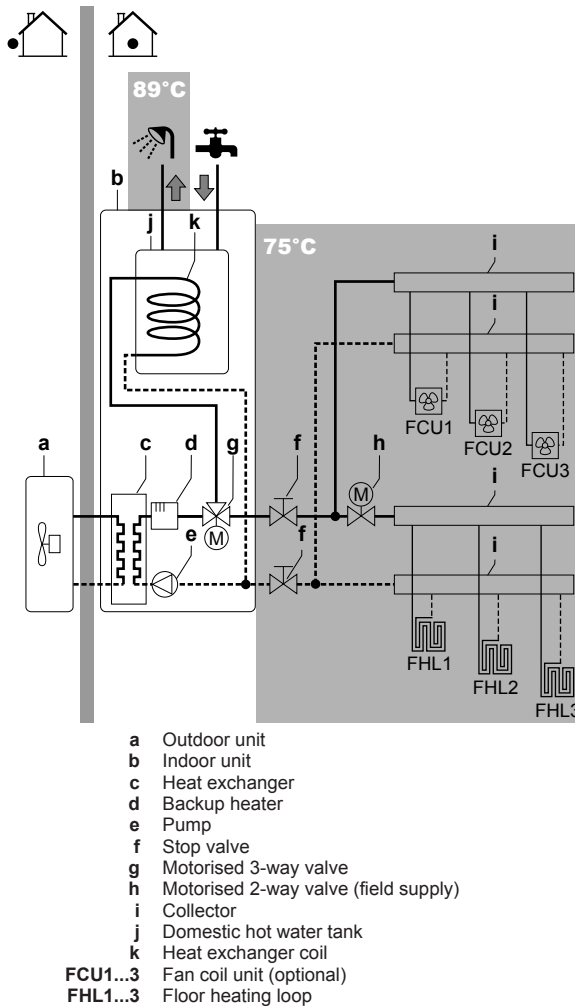 89°C
b
j
k
75°C
i
i
FCU1
FCU2
FCU3
a
c
d
g
f
h
M
i
M
e
f
i
FHL1
FHL2
FHL3
a Outdoor unit
b Indoor unit
c Heat exchanger
d Backup heater
e Pump
f Stop valve
g Motorised 3-way valve
h Motorised 2-way valve (field supply)
i Collector
j Domestic hot water tank
k Heat exchanger coil
FCU1...3 Fan coil unit (optional)
FHL1...3 Floor heating loop